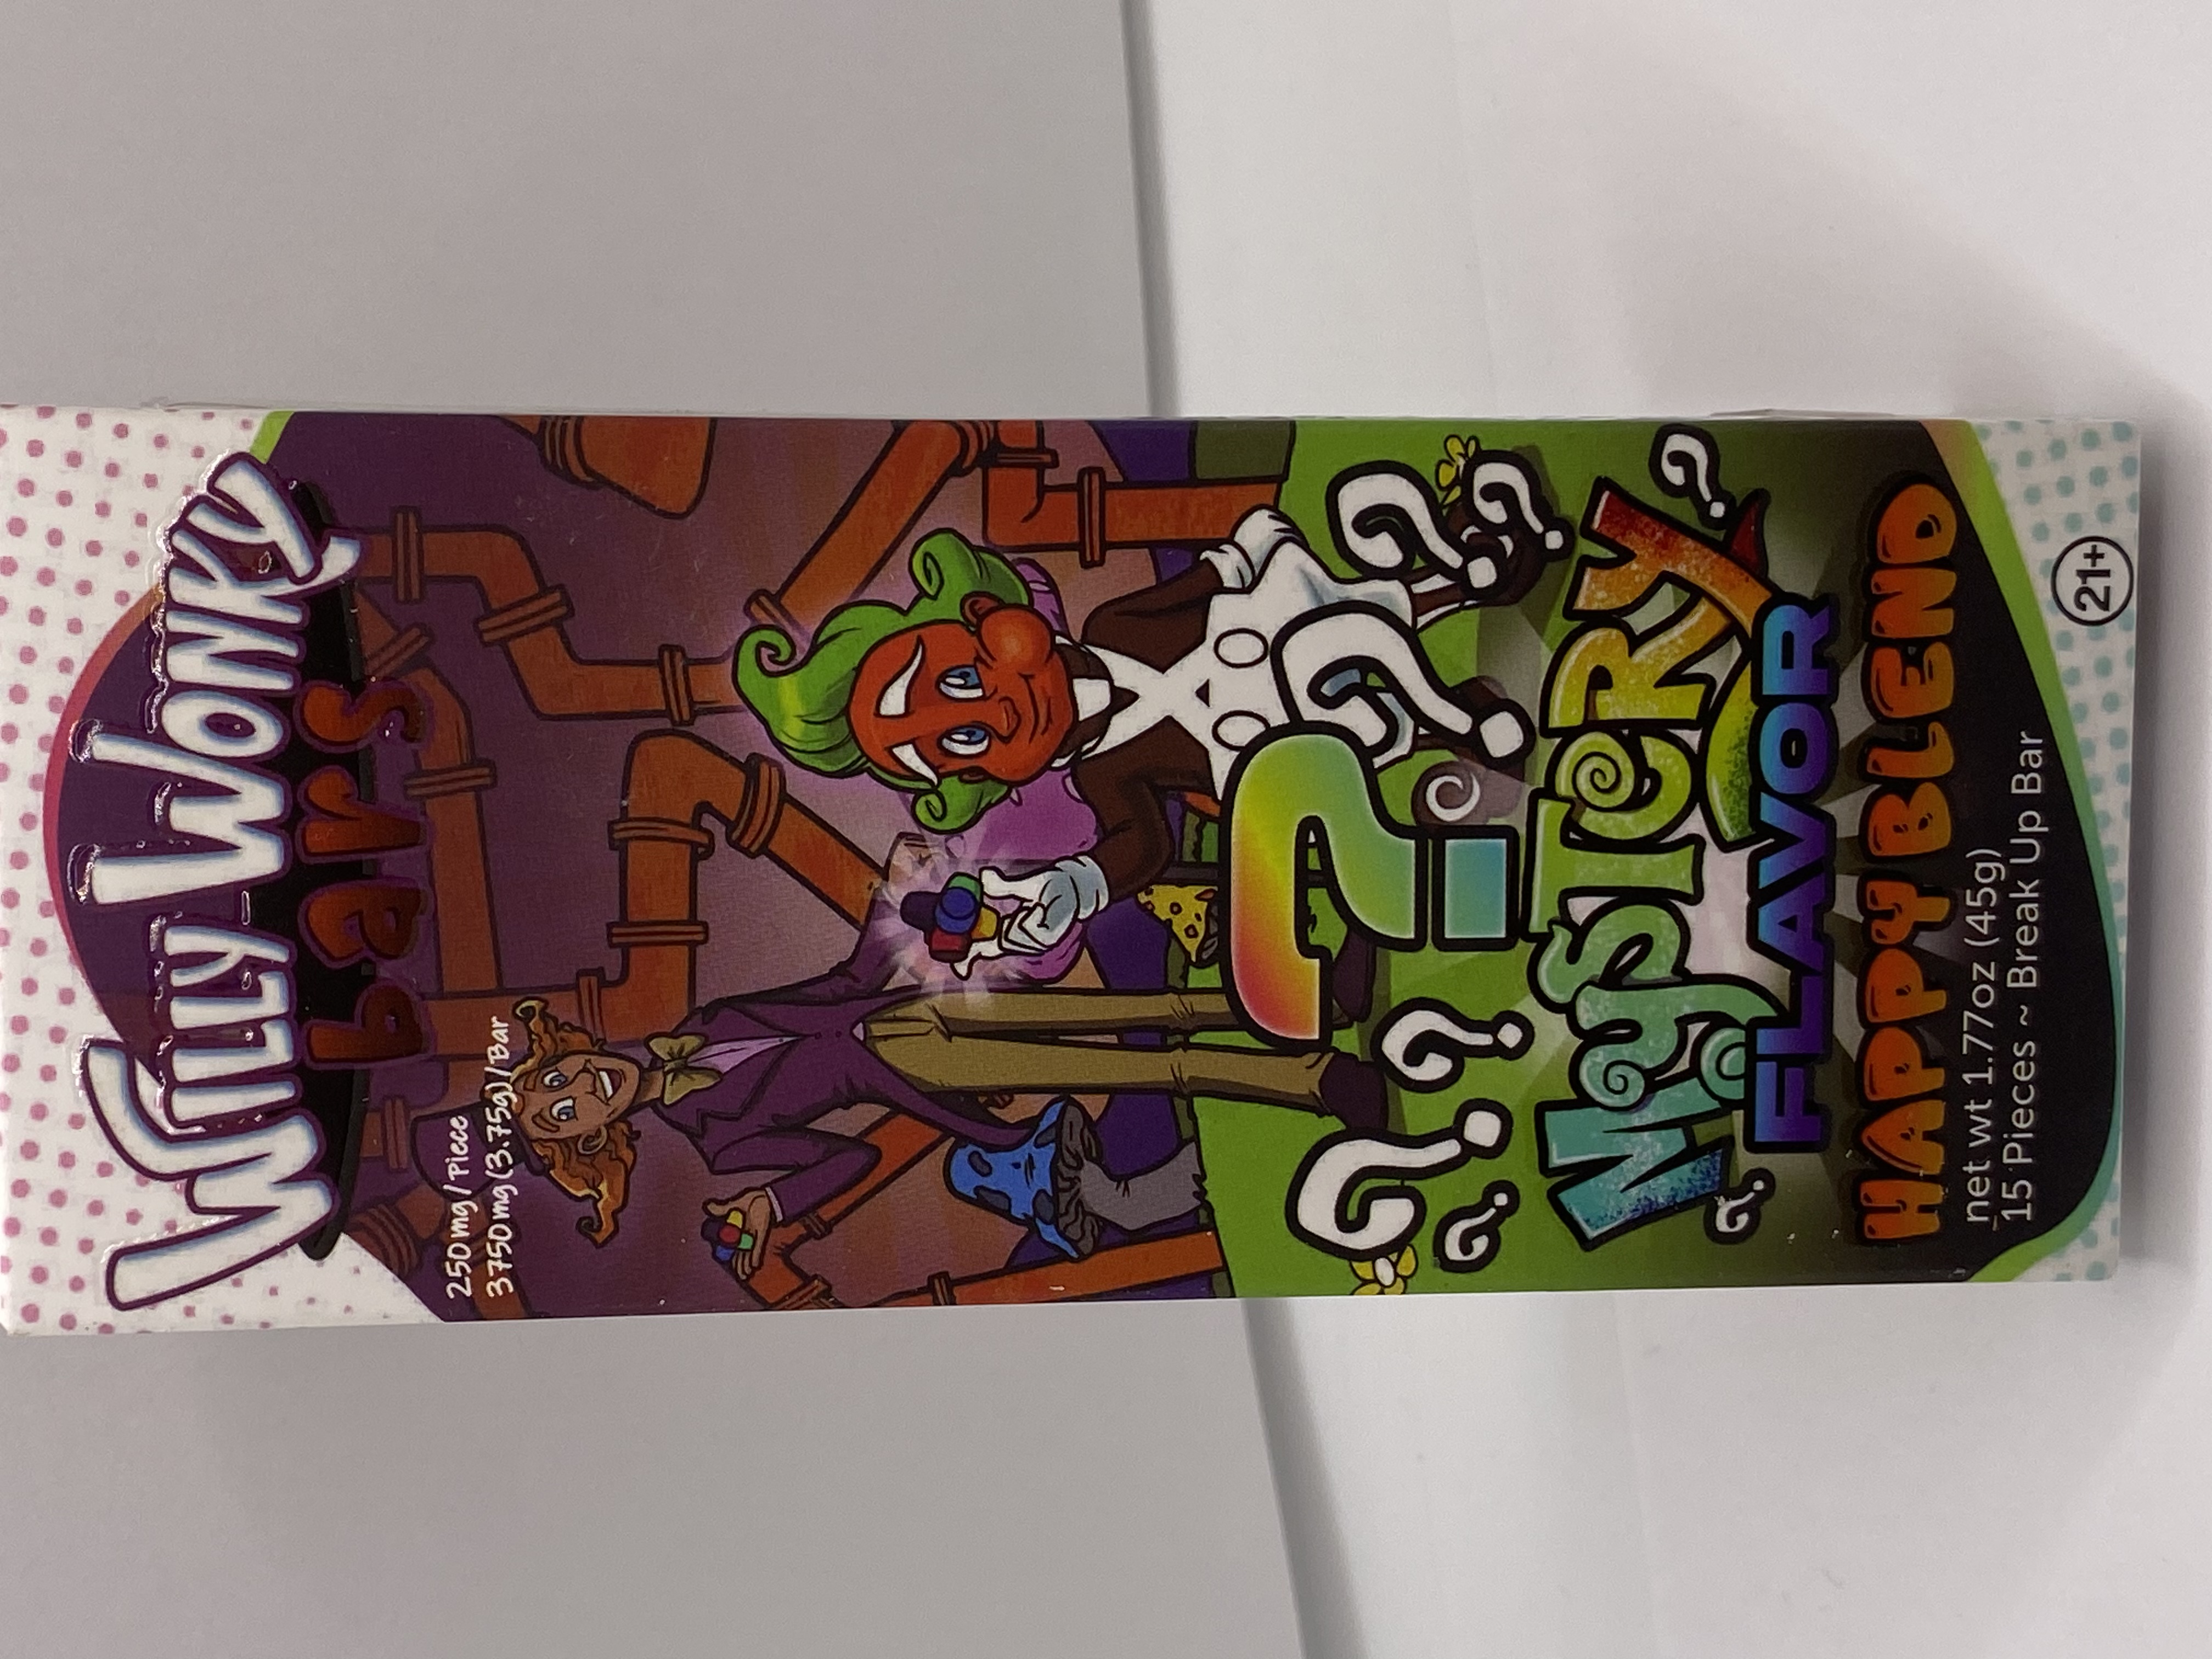 Willy Wonky
bars
250mg/Piece
3750mg(3.75g)/Bar
?
? ? ? ?
? ? ?
Mystery
?
?
FLAVOR
HAPPY BLEND
net wt 1.77oz (45g)
15 Pieces ~ Break Up Bar
21+